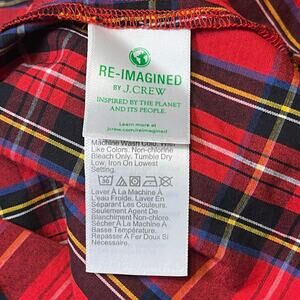 RE-IMAGINED
BY J.CREW
INSPIRED BY THE PLANET
AND ITS PEOPLE.
Learn more at
jcrew.com/reimagined
Machine Wash Cold,
Like Colors. Non-chlorine
Bleach Only. Tumble Dry
Low, Iron On Lowest
Setting.
Laver À La Machine À
L'eau Froide. Laver En
Séparant Les Couleurs.
Seulement Agent De
Blanchiment Non-chlore.
Sécher À La Machine À
Basse Température.
Repasser À Fer Doux Si
Nécessaire.